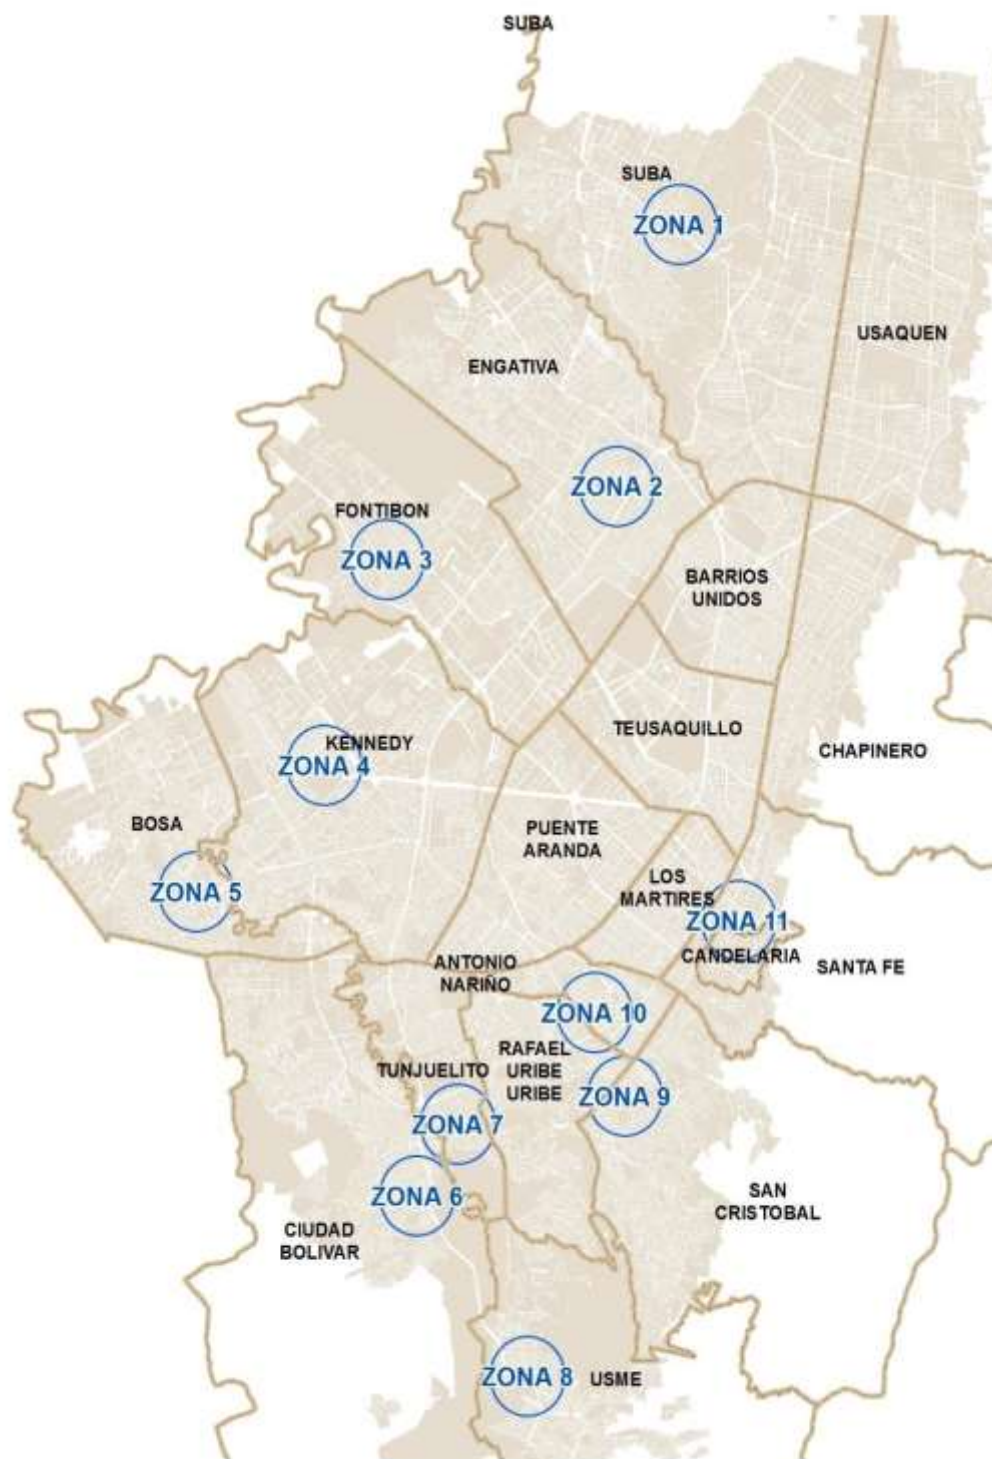 SUBA
SUBA
ZONA 1
USAQUEN
ENGATIVA
ZONA 2
FONTIBON
ZONA 3
BARRIOS
UNIDOS
TEUSAQUILLO
KENNEDY
ZONA 4
CHAPINERO
BOSA
PUENTE
ARANDA
ZONA 5
LOS
MARTIRES
ZONA 11
CANDELARIA
SANTA FE
ANTONIO
NARIÑO
ZONA 10
RAFAEL
URIBE
URIBE
TUNJUELITO
ZONA 9
ZONA 7
ZONA 6
SAN
CRISTOBAL
CIUDAD
BOLIVAR
ZONA 8
USME